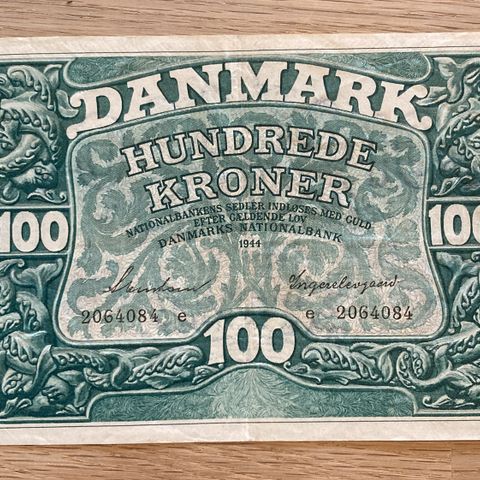 DANMARK
HUNDREDE
KRONER
NATIONALBANKENS SEDLER INDLØSES MED GULD
EFTER GÆLDENDE LOV
DANMARKS NATIONALBANK
1944
100 100
2064084 e e 2064084
100